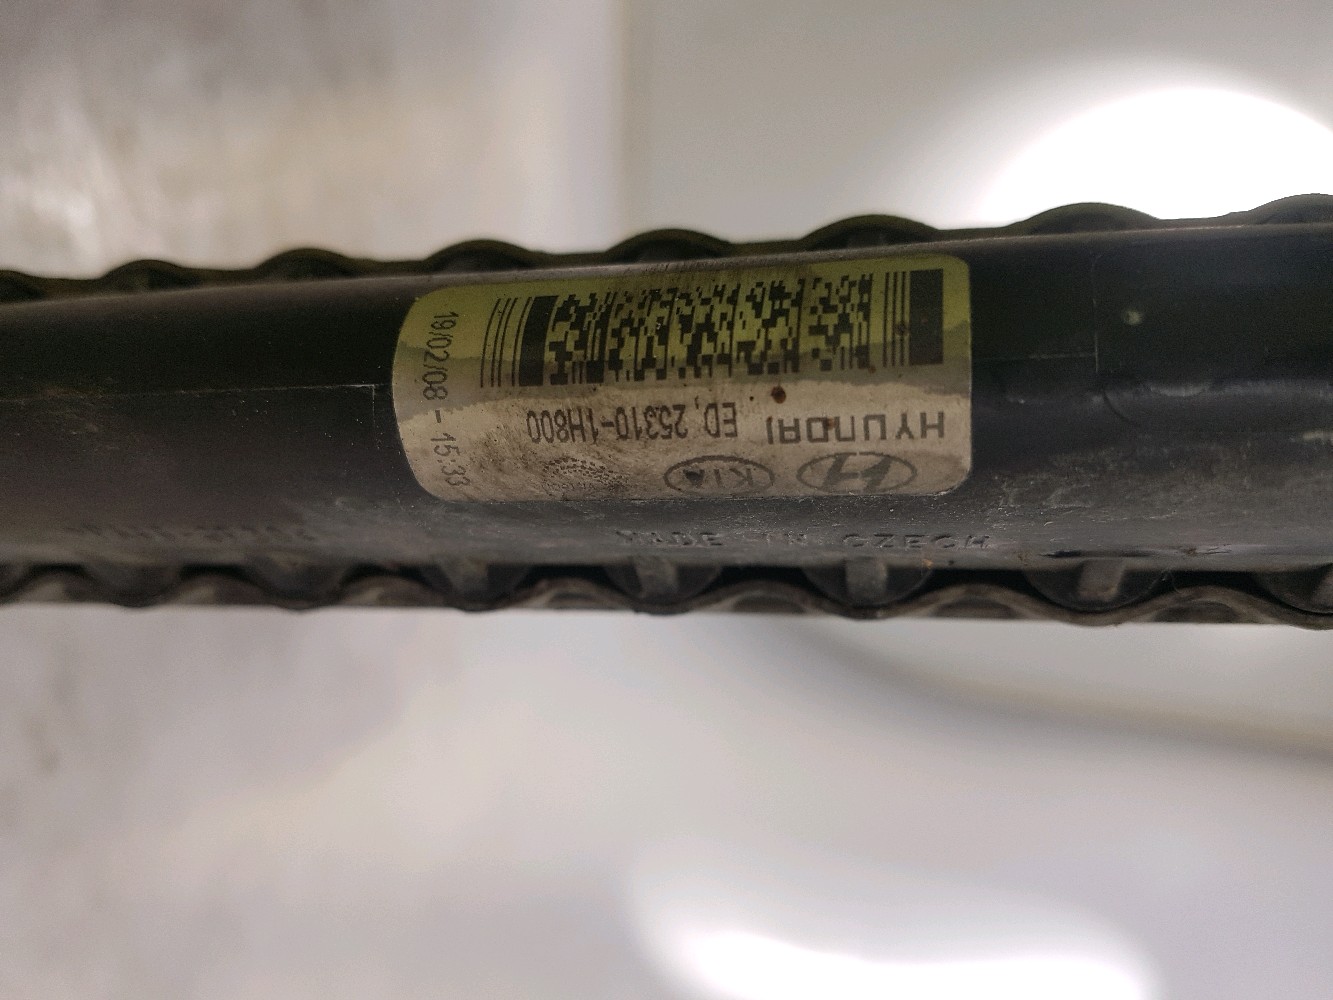 KIA
HYUNDAI ED, 25310-1H800
19/02/08 - 15:33
MADE IN CZECH